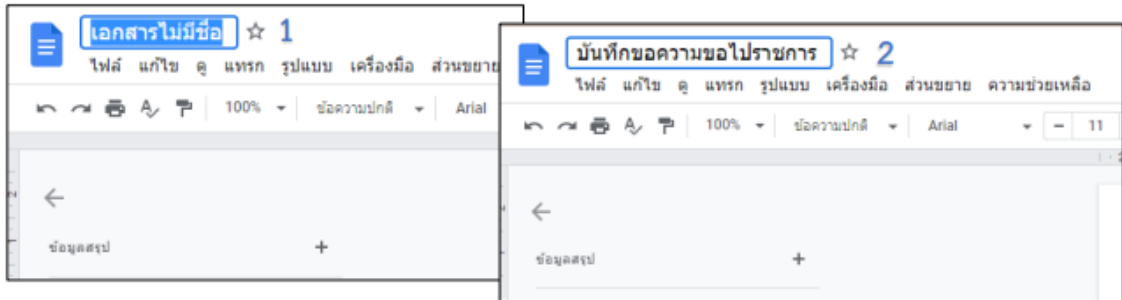 เอกสารไม่มีชื่อ 1
ไฟล์ แก้ไข ดู แทรก รูปแบบ เครื่องมือ ส่วนขยาย
100% ข้อความปกติ Arial
2
1
ข้อมูลสรุป +
บันทึกขอความขอไปราชการ 2
ไฟล์ แก้ไข ดู แทรก รูปแบบ เครื่องมือ ส่วนขยาย ความช่วยเหลือ
100% ข้อความปกติ Arial - 11
ข้อมูลสรุป +